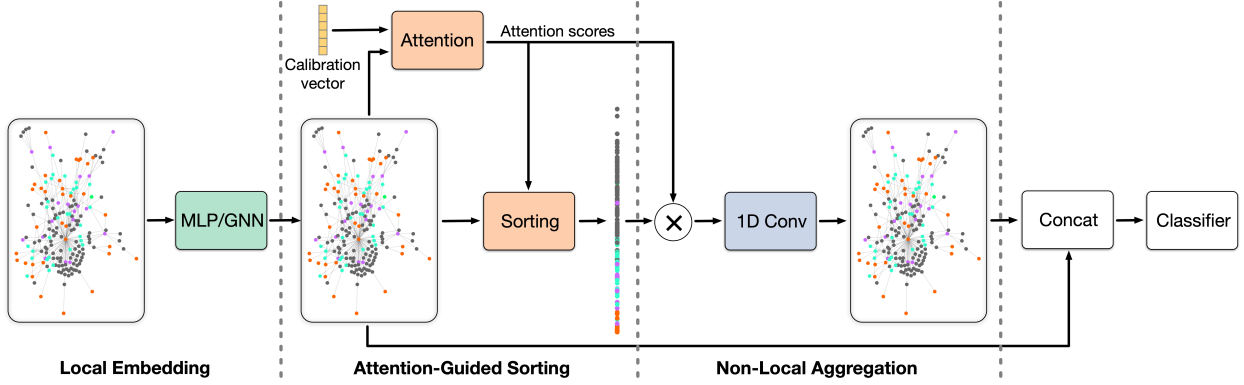 Attention
Attention scores
Calibration
vector
MLP/GNN
Sorting
1D Conv
Concat
Classifier
Local Embedding
Attention-Guided Sorting
Non-Local Aggregation